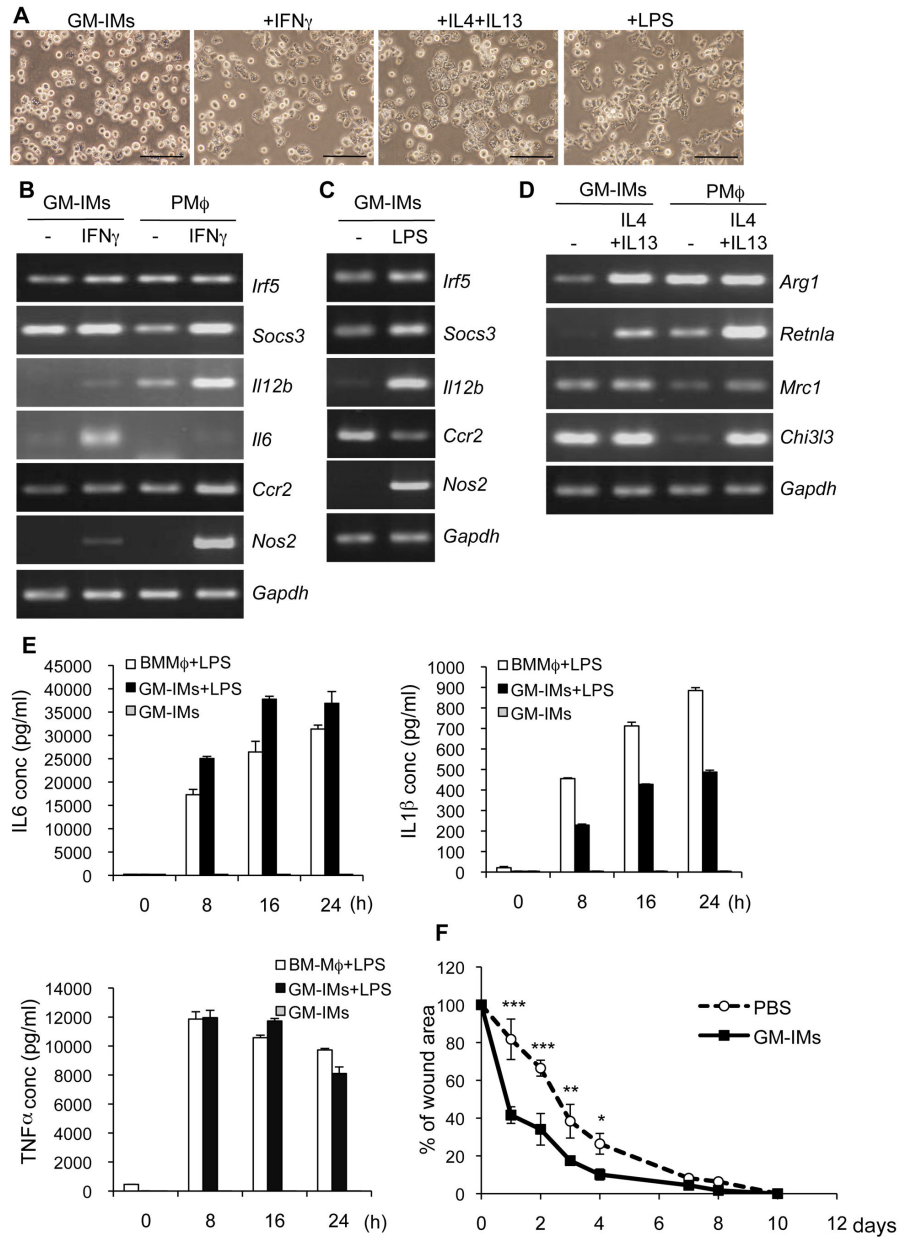 A
GM-IMs +IFNγ +IL4+IL13 +LPS
B
GM-IMs PMϕ
- IFNγ - IFNγ
Irf5
Socs3
Il12b
Il6
Ccr2
Nos2
Gapdh
C
GM-IMs
- LPS
Irf5
Socs3
Il12b
Ccr2
Nos2
Gapdh
D
GM-IMs PMϕ
IL4 IL4
- +IL13 - +IL13
Arg1
Retnla
Mrc1
Chi3l3
Gapdh
E
IL6 conc (pg/ml)
45000
40000
35000
30000
25000
20000
15000
10000
5000
0
BMMϕ+LPS
GM-IMs+LPS
GM-IMs
0 8 16 24 (h)
IL1β conc (pg/ml)
1000
900
800
700
600
500
400
300
200
100
0
BMMϕ+LPS
GM-IMs+LPS
GM-IMs
0 8 16 24 (h)
TNFα conc (pg/ml)
14000
12000
10000
8000
6000
4000
2000
0
BM-Mϕ+LPS
GM-IMs+LPS
GM-IMs
0 8 16 24 (h)
F
% of wound area
120
100
80
60
40
20
0
***
***
**
*
PBS
GM-IMs
0 2 4 6 8 10 12 days